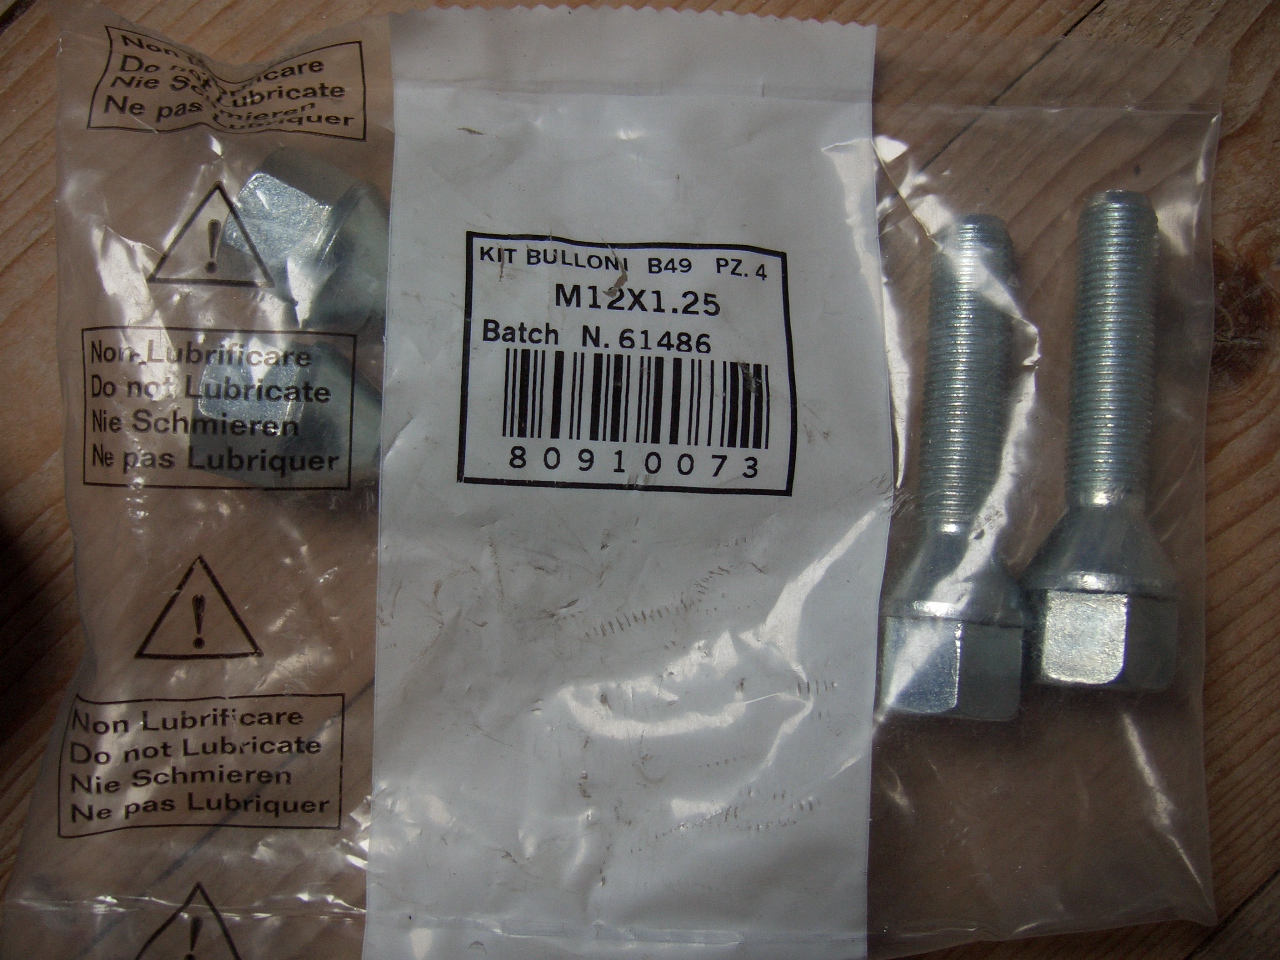 Non
Do not Lubricate
Nie Schmieren
Ne pas Lubriquer
Non Lubrificare
Do not Lubricate
Nie Schmieren
Ne pas Lubriquer
Non Lubrificare
Do not Lubricate
Nie Schmieren
Ne pas Lubriquer
KIT BULLONI B49 PZ. 4
M12X1.25
Batch N. 61486
80910073